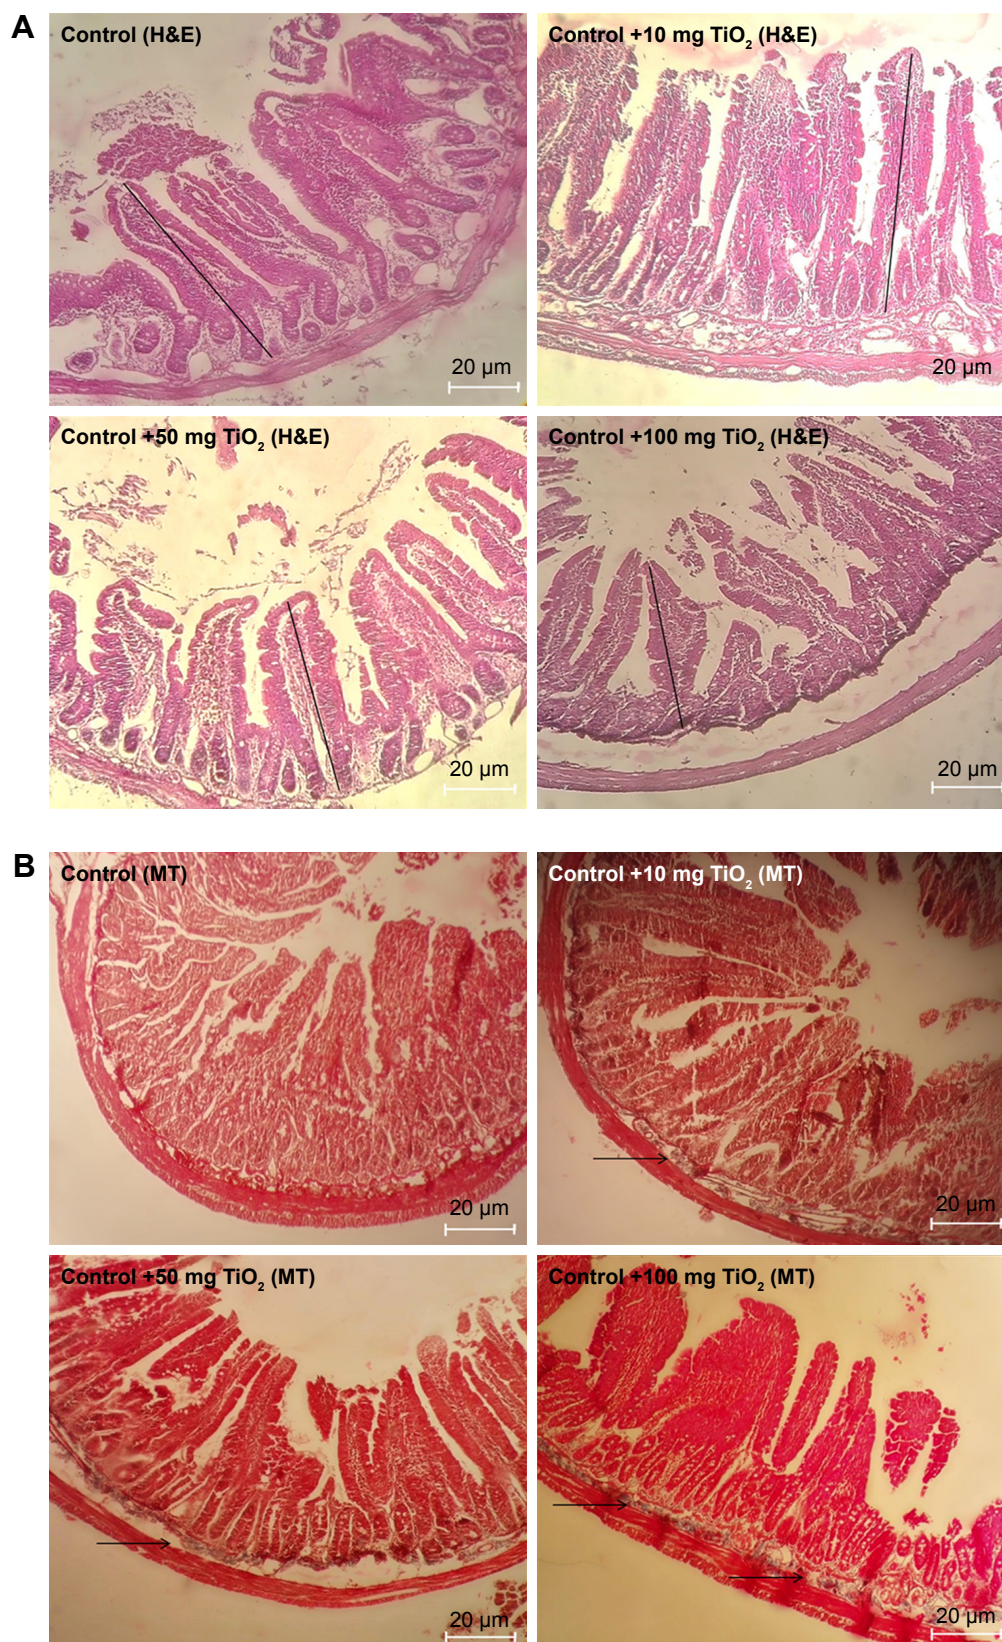 A
Control (H&E)
Control +10 mg TiO₂ (H&E)
20 µm
20 µm
Control +50 mg TiO₂ (H&E)
Control +100 mg TiO₂ (H&E)
20 µm
20 µm
B
Control (MT)
Control +10 mg TiO₂ (MT)
20 µm
20 µm
Control +50 mg TiO₂ (MT)
Control +100 mg TiO₂ (MT)
20 µm
20 µm